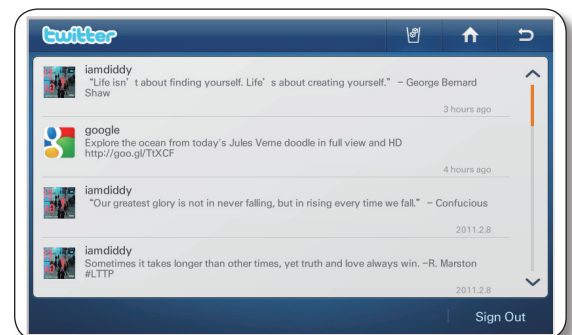 twitter
iamdiddy
“Life isn’ t about finding yourself. Life’ s about creating yourself.” – George Bernard
Shaw
3 hours ago
google
Explore the ocean from today's Jules Verne doodle in full view and HD
http://goo.gl/TtXCF
4 hours ago
iamdiddy
“Our greatest glory is not in never falling, but in rising every time we fall.” – Confucious
2011.2.8
iamdiddy
Sometimes it takes longer than other times, yet truth and love always win. –R. Marston
#LTTP
2011.2.8
Sign Out